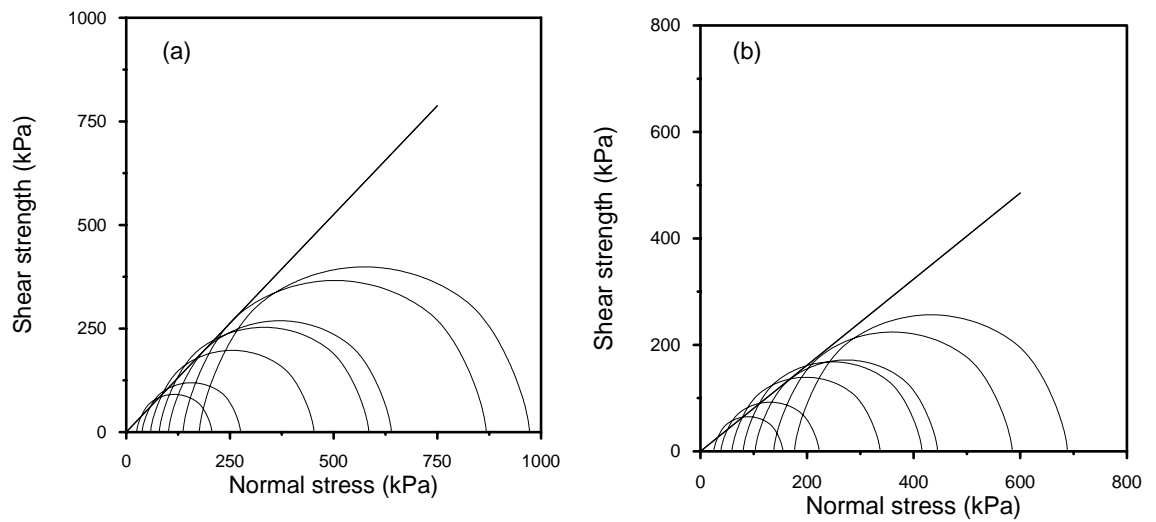 (a)
Shear strength (kPa)
1000
750
500
250
0
0 250 500 750 1000
Normal stress (kPa)
(b)
Shear strength (kPa)
800
600
400
200
0
0 200 400 600 800
Normal stress (kPa)